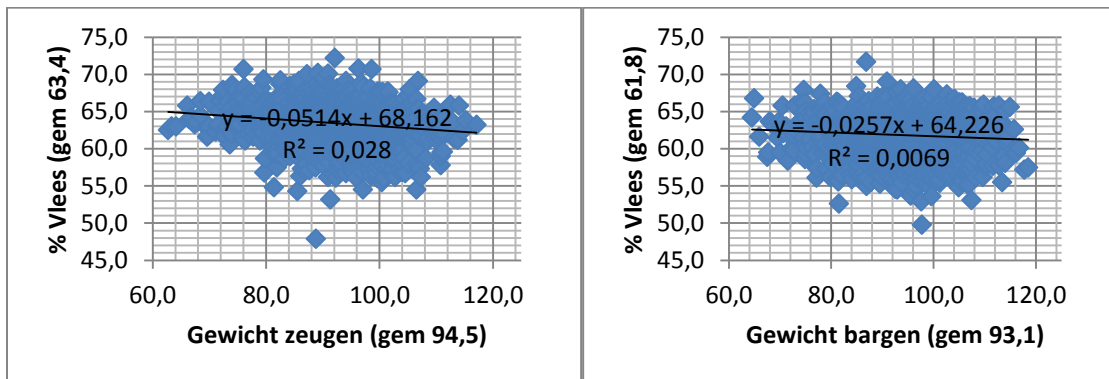 % Vlees (gem 63,4)
75,0
70,0
65,0
60,0
55,0
50,0
45,0
y = -0,0514x + 68,162
R² = 0,028
60,0 80,0 100,0 120,0
Gewicht zeugen (gem 94,5)
% Vlees (gem 61,8)
75,0
70,0
65,0
60,0
55,0
50,0
45,0
y = -0,0257x + 64,226
R² = 0,0069
60,0 80,0 100,0 120,0
Gewicht bargen (gem 93,1)